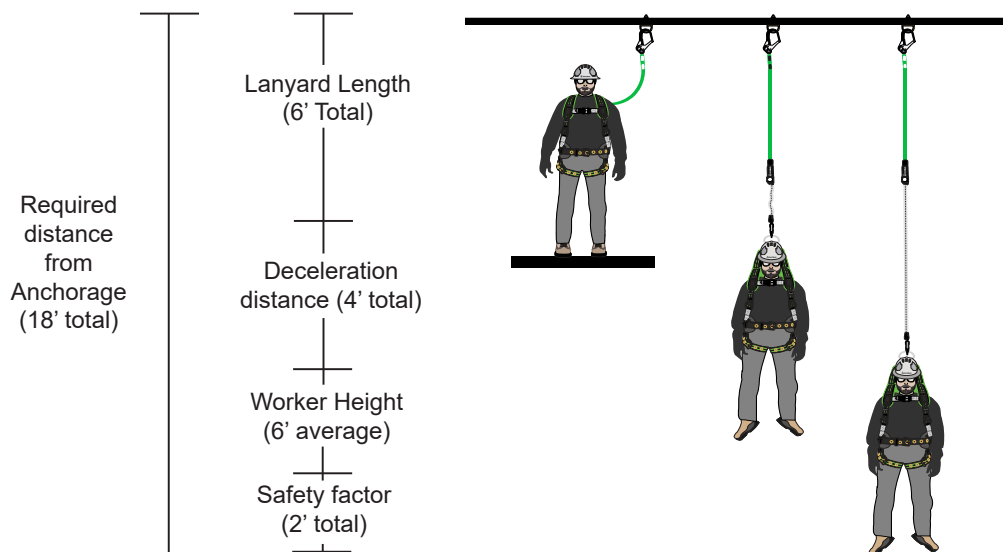 Required
distance
from
Anchorage
(18’ total)
Lanyard Length
(6’ Total)
Deceleration
distance (4’ total)
Worker Height
(6’ average)
Safety factor
(2’ total)